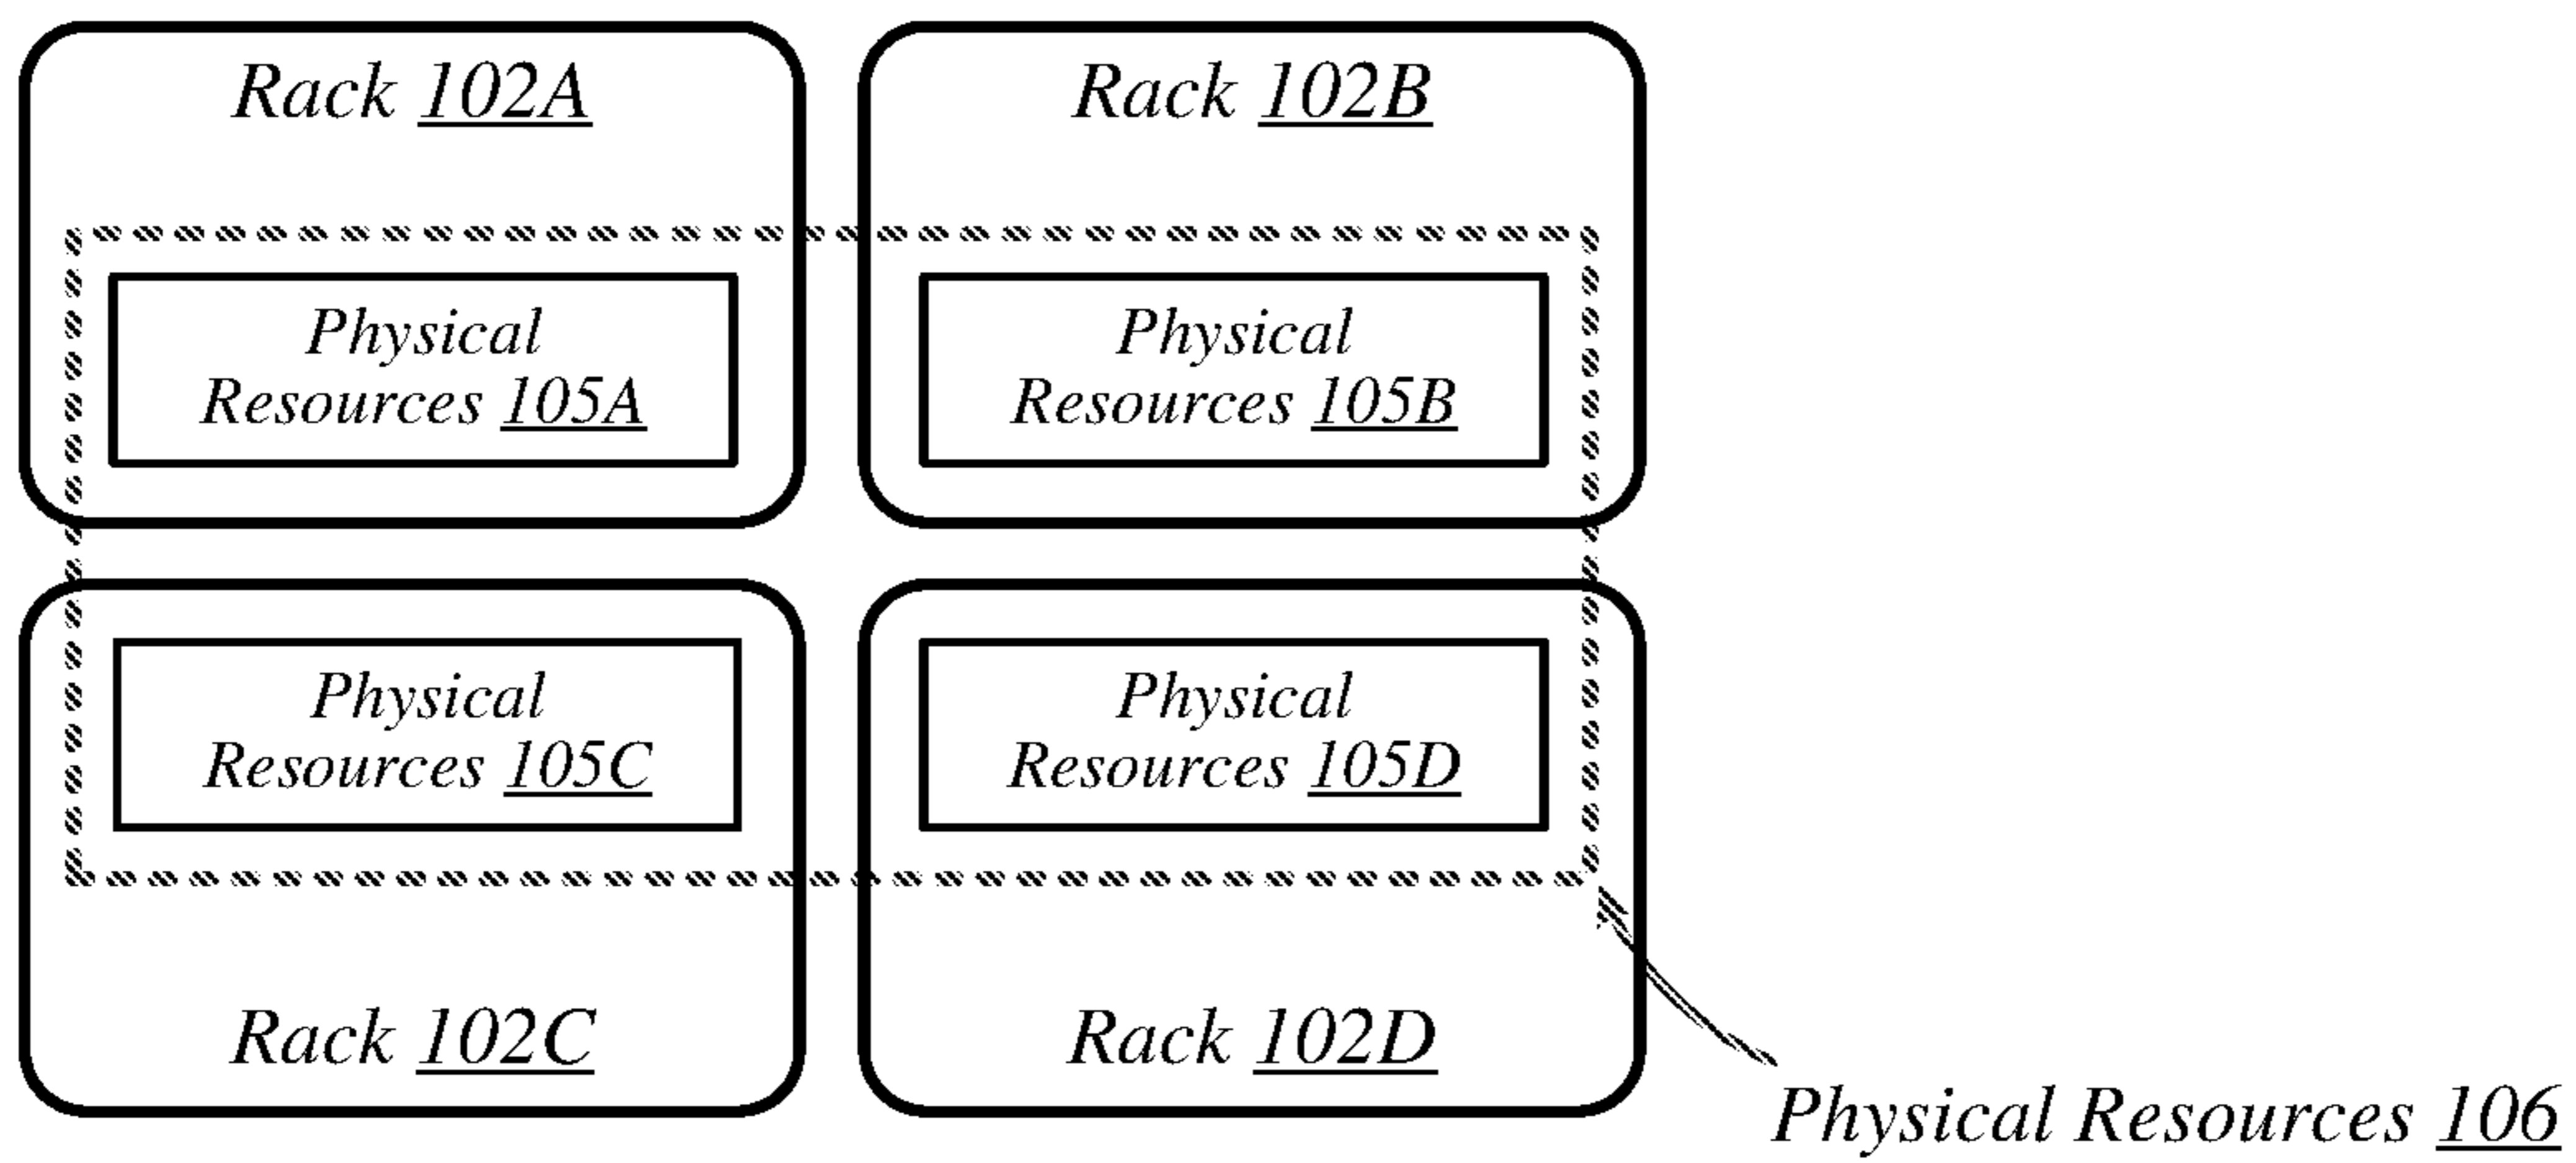 Rack 102A
Rack 102B
Physical
Resources 105A
Physical
Resources 105B
Physical
Resources 105C
Physical
Resources 105D
Rack 102C
Rack 102D
Physical Resources 106